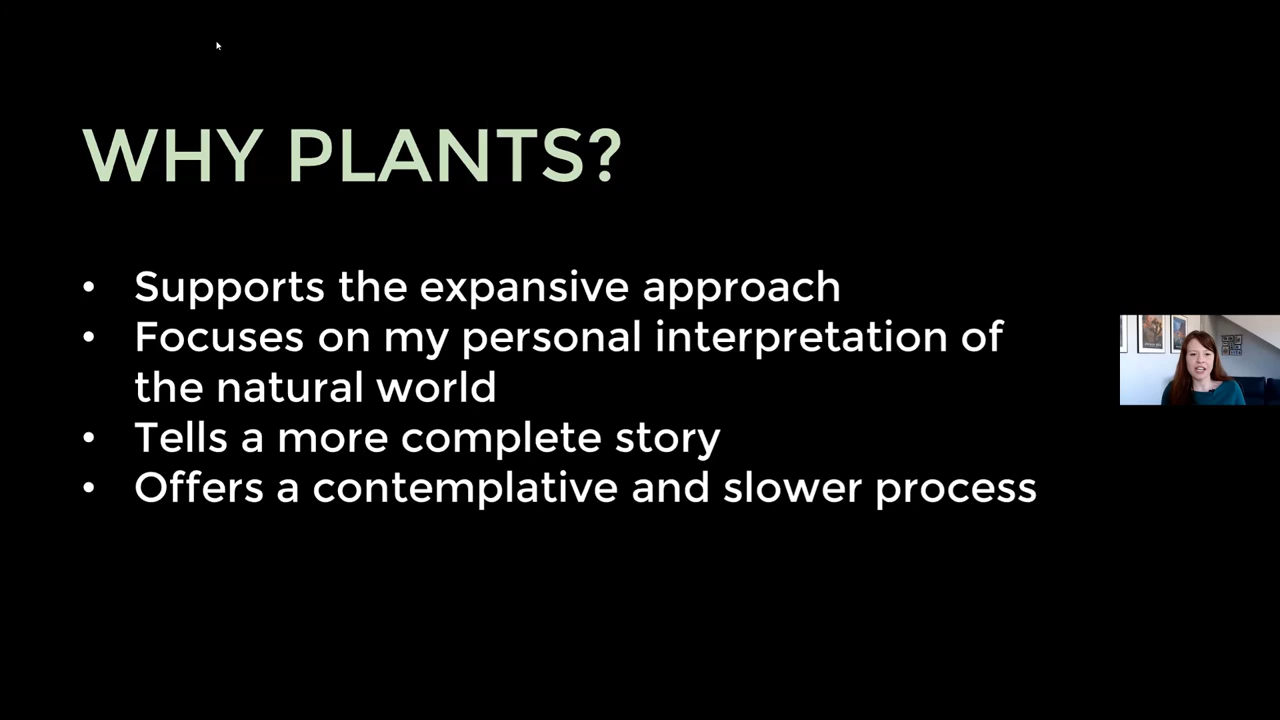 WHY PLANTS?
• Supports the expansive approach
• Focuses on my personal interpretation of
the natural world
• Tells a more complete story
• Offers a contemplative and slower process